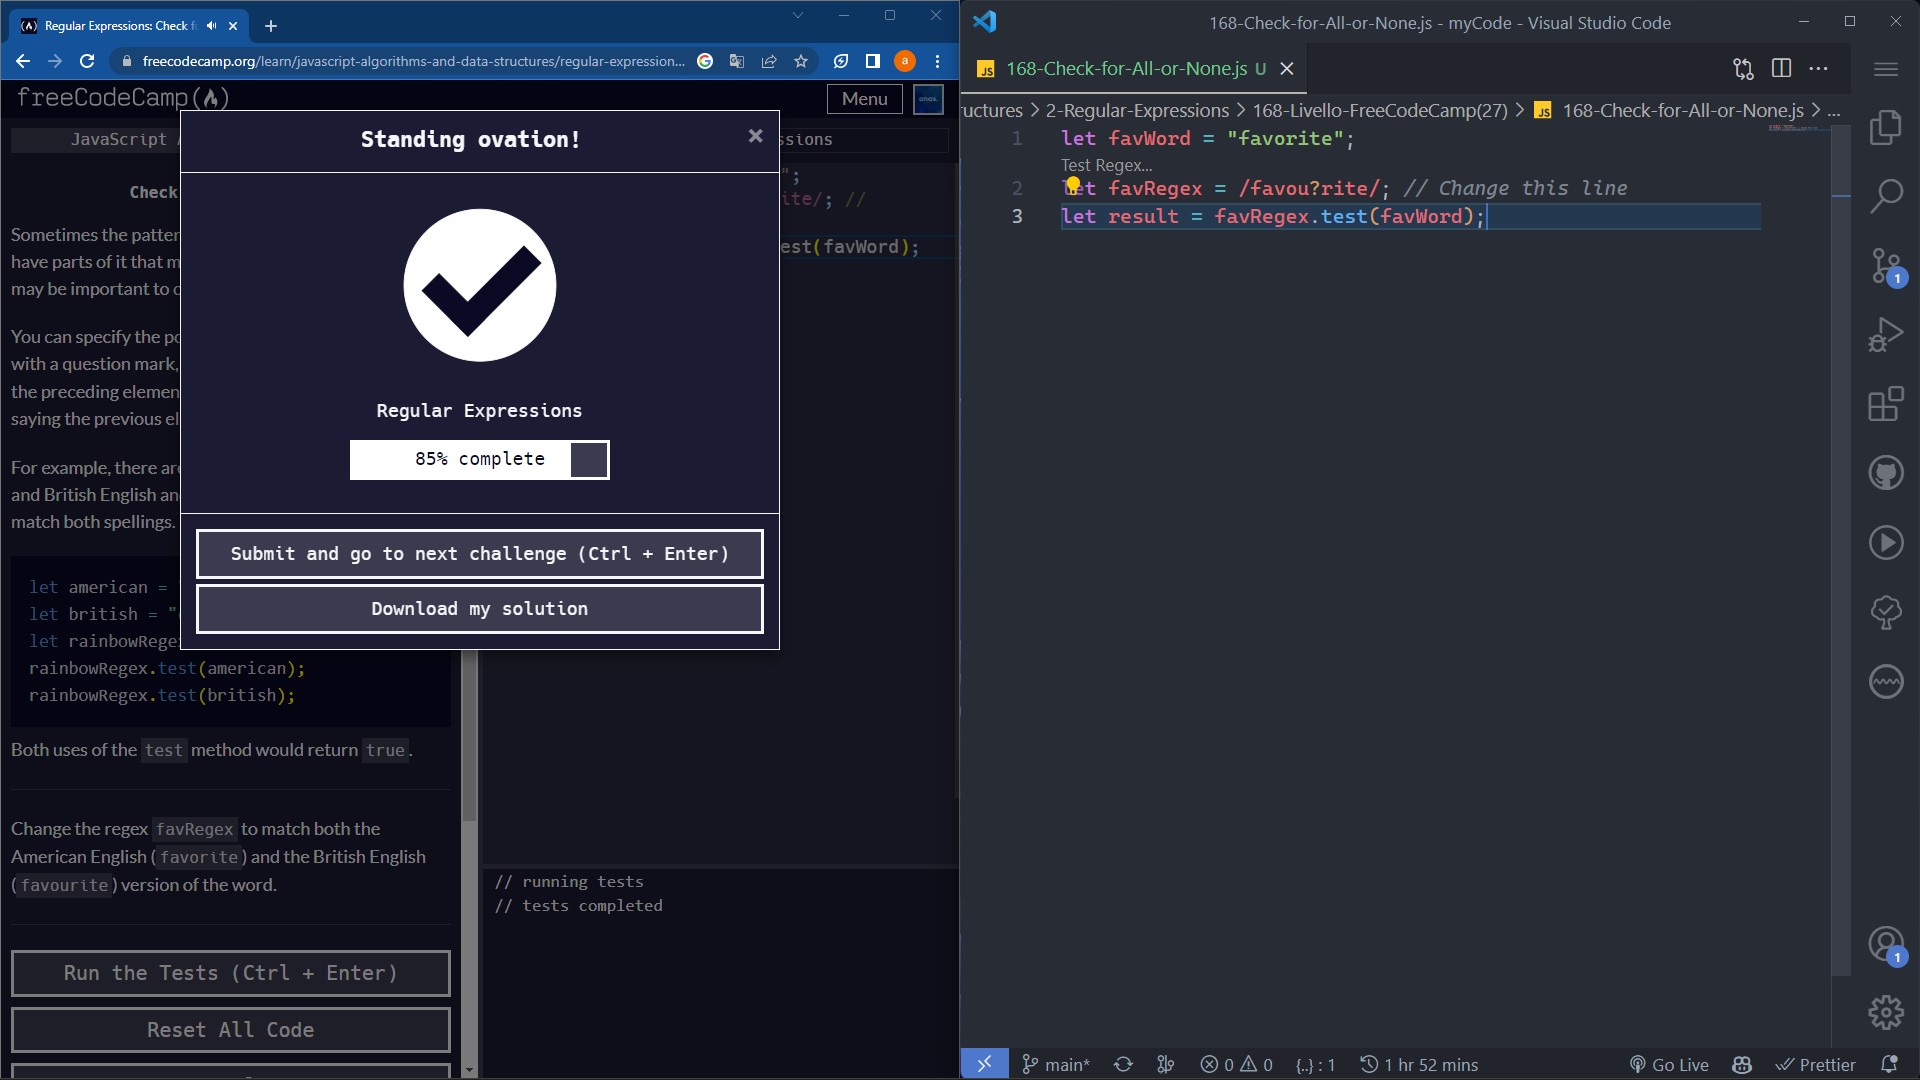 Regular Expressions: Check f
freecodecamp.org/learn/javascript-algorithms-and-data-structures/regular-expression...
a
freeCodeCamp
Menu
anas.
JavaScript
ssions
Check
Sometimes the patter
have parts of it that m
may be important to c
You can specify the po
with a question mark,
the preceding elemen
saying the previous el
For example, there are
and British English an
match both spellings.
let american =
let british = "
let rainbowRege
rainbowRegex.test(american);
rainbowRegex.test(british);
Both uses of the test method would return true.
Change the regex favRegex to match both the
American English (favorite) and the British English
(favourite) version of the word.
Run the Tests (Ctrl + Enter)
Reset All Code
";
ite/; //
est(favWord);
// running tests
// tests completed
Standing ovation!
×
Regular Expressions
85% complete
Submit and go to next challenge (Ctrl + Enter)
Download my solution
168-Check-for-All-or-None.js - myCode - Visual Studio Code
JS 168-Check-for-All-or-None.js U
uctures > 2-Regular-Expressions > 168-Livello-FreeCodeCamp(27) > JS 168-Check-for-All-or-None.js > ...
1 let favWord = "favorite";
Test Regex...
2 let favRegex = /favou?rite/; // Change this line
3 let result = favRegex.test(favWord);
1
1
main* 0 0 {..} : 1 1 hr 52 mins Go Live Prettier